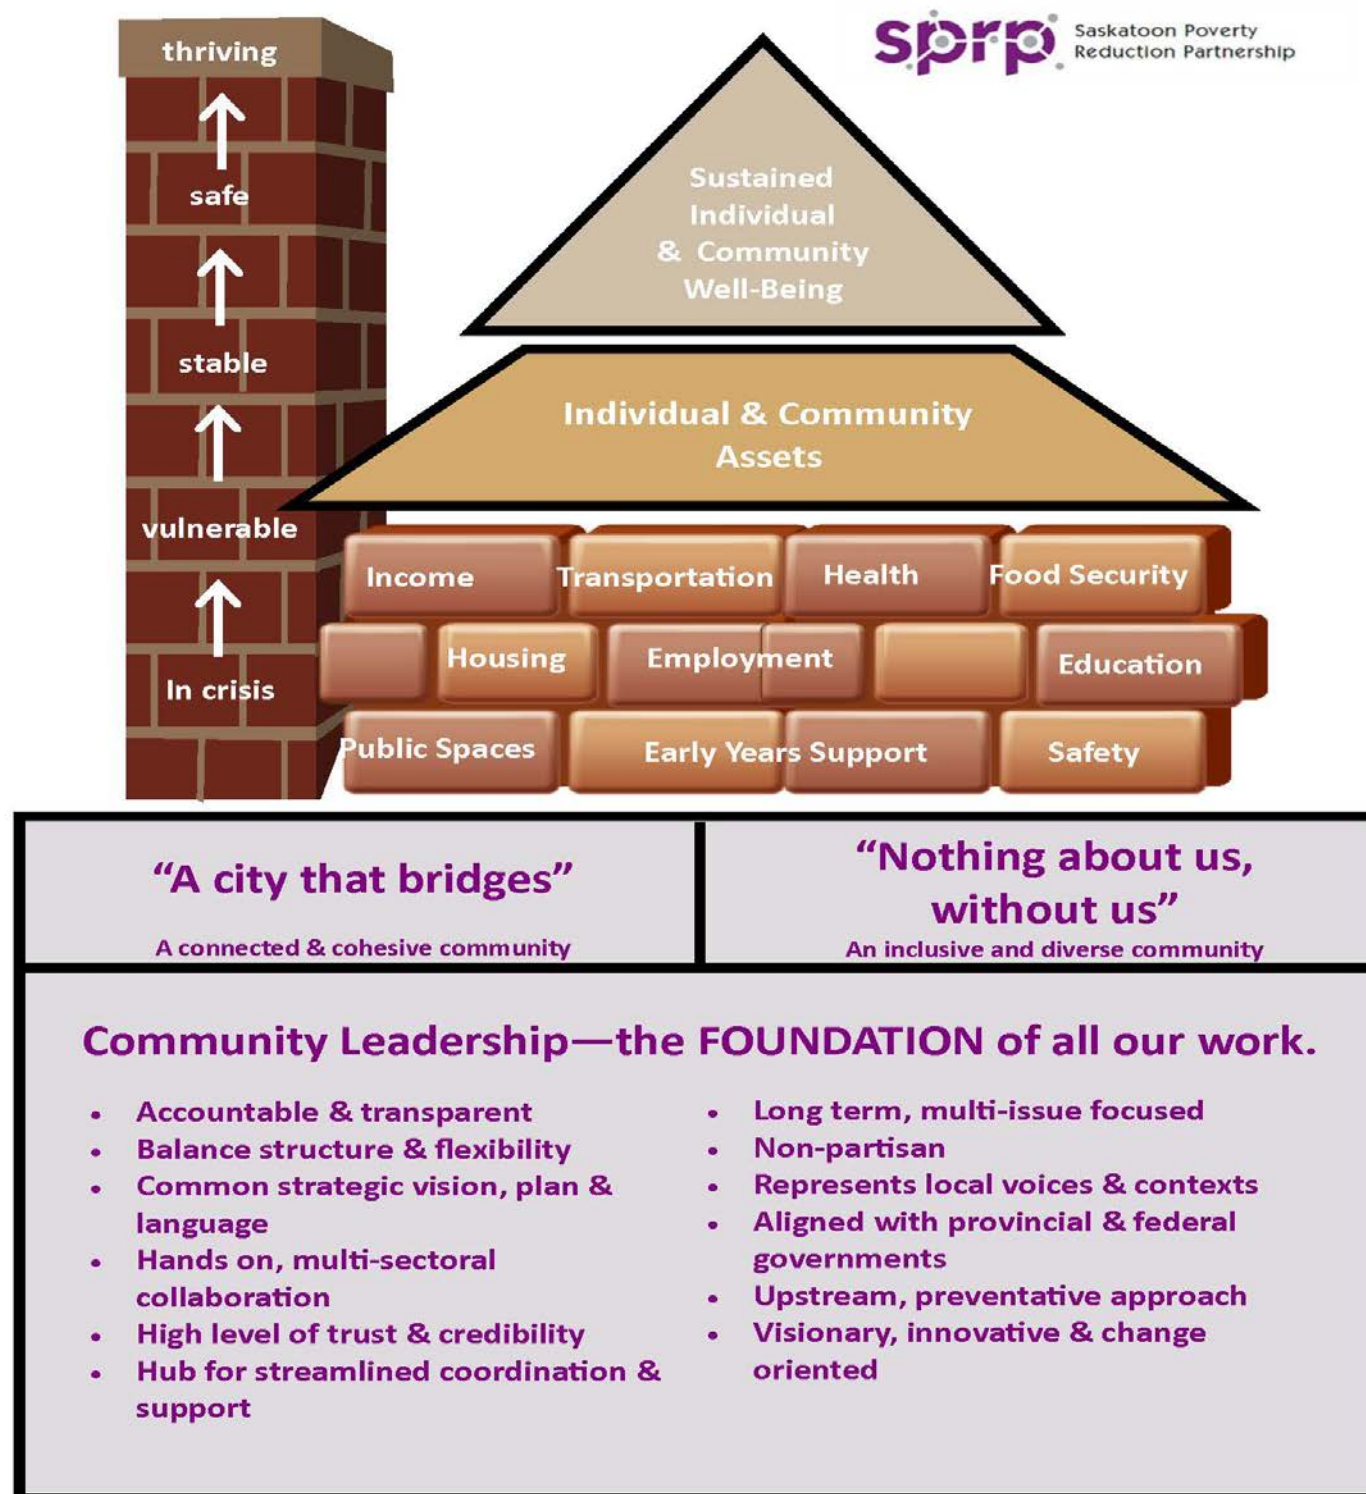 sprp Saskatoon Poverty
Reduction Partnership
thriving
safe
stable
vulnerable
In crisis
Sustained
Individual
& Community
Well-Being
Individual & Community
Assets
Income Transportation Health Food Security
Housing Employment Education
Public Spaces Early Years Support Safety
“A city that bridges”
A connected & cohesive community
“Nothing about us,
without us”
An inclusive and diverse community
Community Leadership—the FOUNDATION of all our work.
• Accountable & transparent
• Balance structure & flexibility
• Common strategic vision, plan &
language
• Hands on, multi-sectoral
collaboration
• High level of trust & credibility
• Hub for streamlined coordination &
support
• Long term, multi-issue focused
• Non-partisan
• Represents local voices & contexts
• Aligned with provincial & federal
governments
• Upstream, preventative approach
• Visionary, innovative & change
oriented